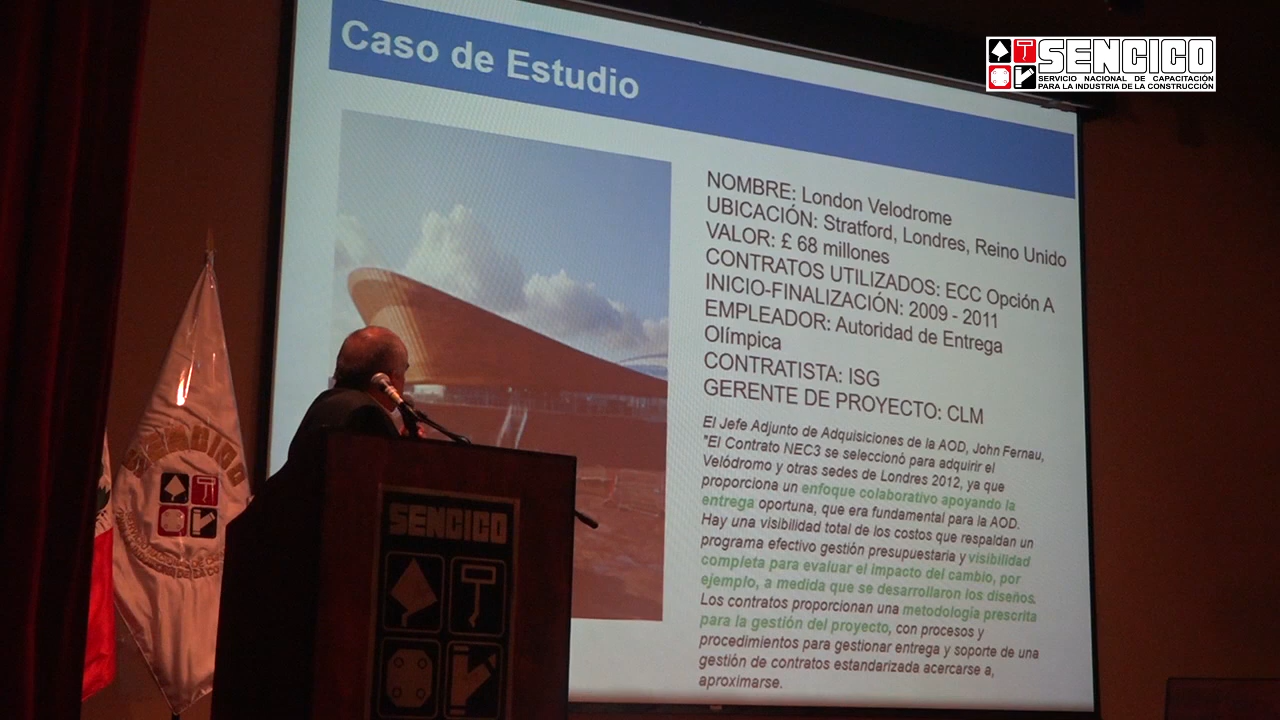 Caso de Estudio
SENCICO
SERVICIO NACIONAL DE CAPACITACIÓN
PARA LA INDUSTRIA DE LA CONSTRUCCIÓN
NOMBRE: London Velodrome
UBICACIÓN: Stratford, Londres, Reino Unido
VALOR: £ 68 millones
CONTRATOS UTILIZADOS: ECC Opción A
INICIO-FINALIZACIÓN: 2009 - 2011
EMPLEADOR: Autoridad de Entrega
Olímpica
CONTRATISTA: ISG
GERENTE DE PROYECTO: CLM
El Jefe Adjunto de Adquisiciones de la AOD, John Fernau,
"El Contrato NEC3 se seleccionò para adquirir el
Velódromo y otras sedes de Londres 2012, ya que
proporciona un enfoque colaborativo apoyando la
entrega oportuna, que era fundamental para la AOD.
Hay una visibilidad total de los costos que respaldan un
programa efectivo gestión presupuestaria y visibilidad
completa para evaluar el impacto del cambio, por
ejemplo, a medida que se desarrollaron los diseños.
Los contratos proporcionan una metodología prescrita
para la gestión del proyecto, con procesos y
procedimientos para gestionar entrega y soporte de una
gestión de contratos estandarizada acercarse a,
aproximarse.
SENCICO
SENCICO